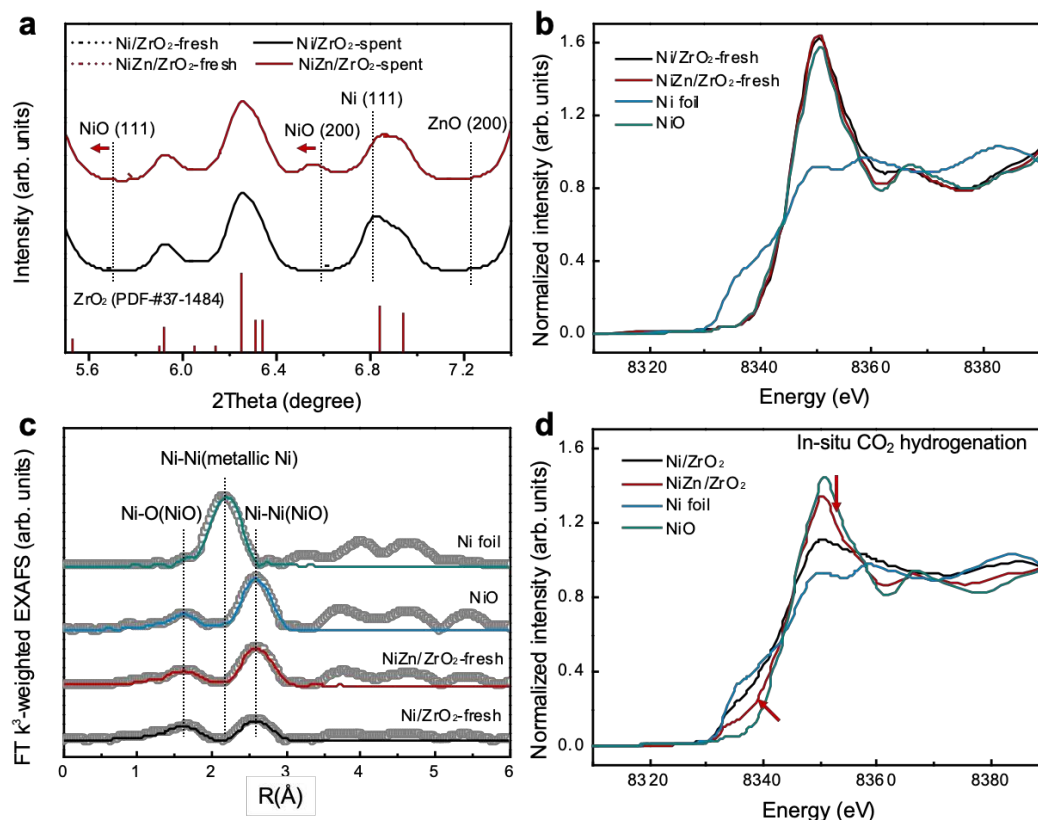 a
Ni/ZrO₂-fresh
Ni/ZrO₂-spent
NiZn/ZrO₂-fresh
NiZn/ZrO₂-spent
Ni (111)
NiO (111)
NiO (200)
ZnO (200)
ZrO₂ (PDF-#37-1484)
Intensity (arb. units)
5.6 6.0 6.4 6.8 7.2
2Theta (degree)
b
Ni/ZrO₂-fresh
NiZn/ZrO₂-fresh
Ni foil
NiO
Normalized intensity (arb. units)
1.6
1.2
0.8
0.4
0.0
8320 8340 8360 8380
Energy (eV)
c
Ni-Ni(metallic Ni)
Ni-O(NiO)
Ni-Ni(NiO)
Ni foil
NiO
NiZn/ZrO₂-fresh
Ni/ZrO₂-fresh
FT k³-weighted EXAFS (arb. units)
0 1 2 3 4 5 6
R(Å)
d
In-situ CO₂ hydrogenation
Ni/ZrO₂
NiZn/ZrO₂
Ni foil
NiO
Normalized intensity (arb. units)
1.6
1.2
0.8
0.4
0.0
8320 8340 8360 8380
Energy (eV)